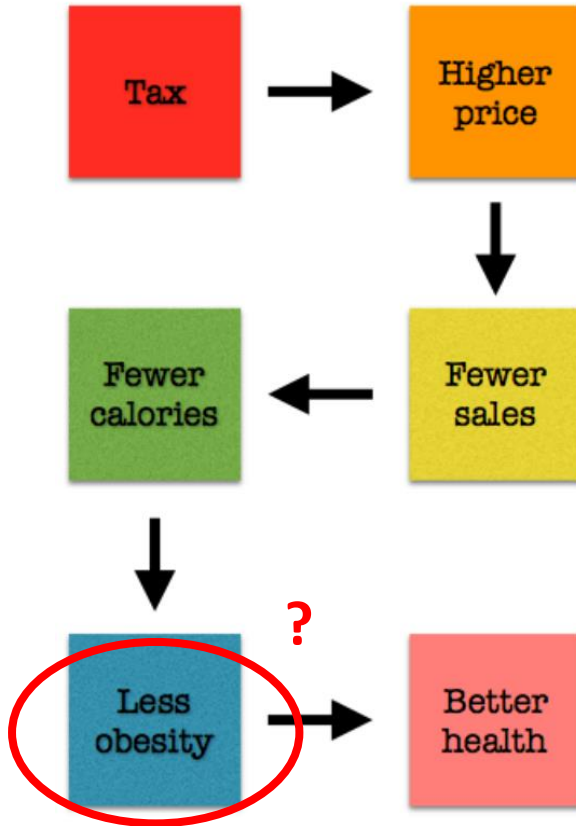 Tax
Higher
price
Fewer
calories
Fewer
sales
?
Less
obesity
Better
health